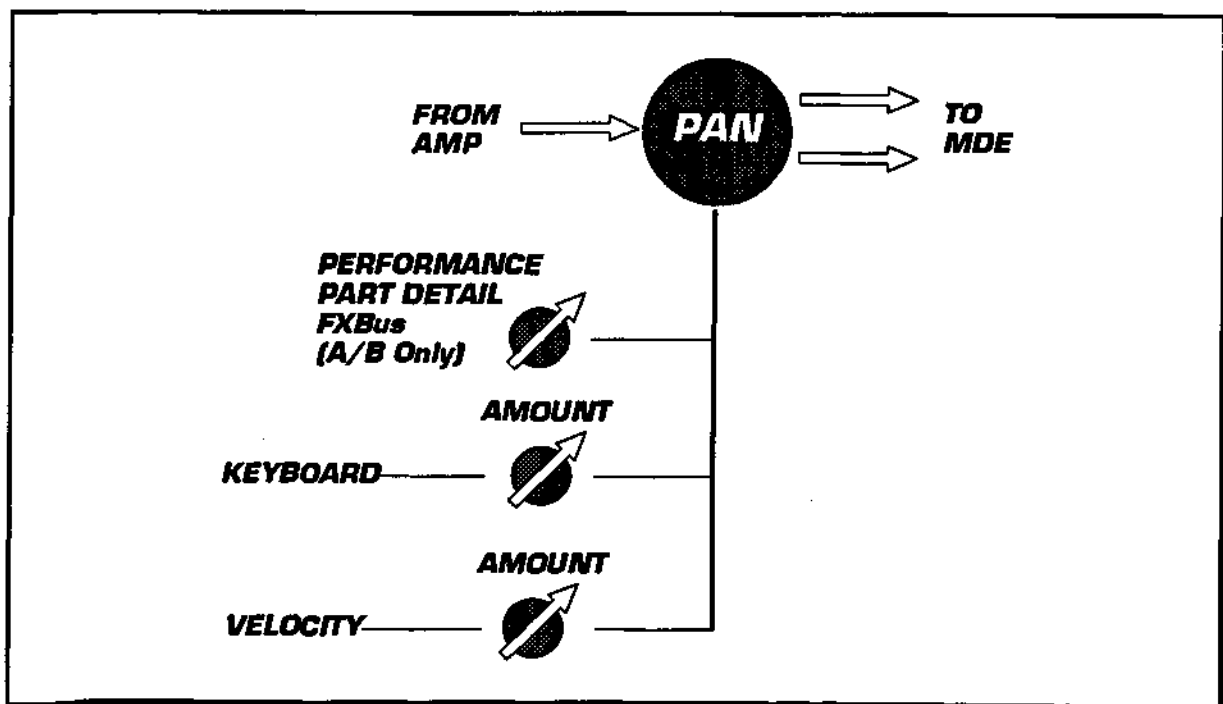 FROM
AMP
PAN
TO
MDE
PERFORMANCE
PART DETAIL
FXBus
(A/B Only)
AMOUNT
KEYBOARD
AMOUNT
VELOCITY